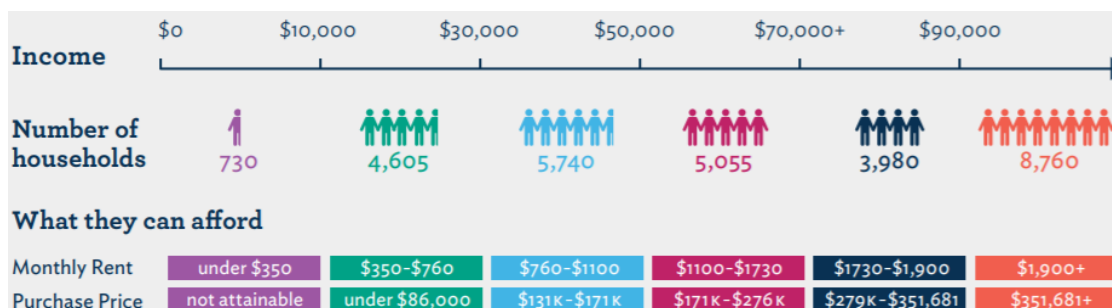 $0 $10,000 $30,000 $50,000 $70,000+ $90,000
Income
Number of
households
730 4,605 5,740 5,055 3,980 8,760
What they can afford
Monthly Rent under $350 $350-$760 $760-$1100 $1100-$1730 $1730-$1,900 $1,900+
Purchase Price not attainable under $86,000 $131K-$171K $171K-$276K $279K-$351,681 $351,681+